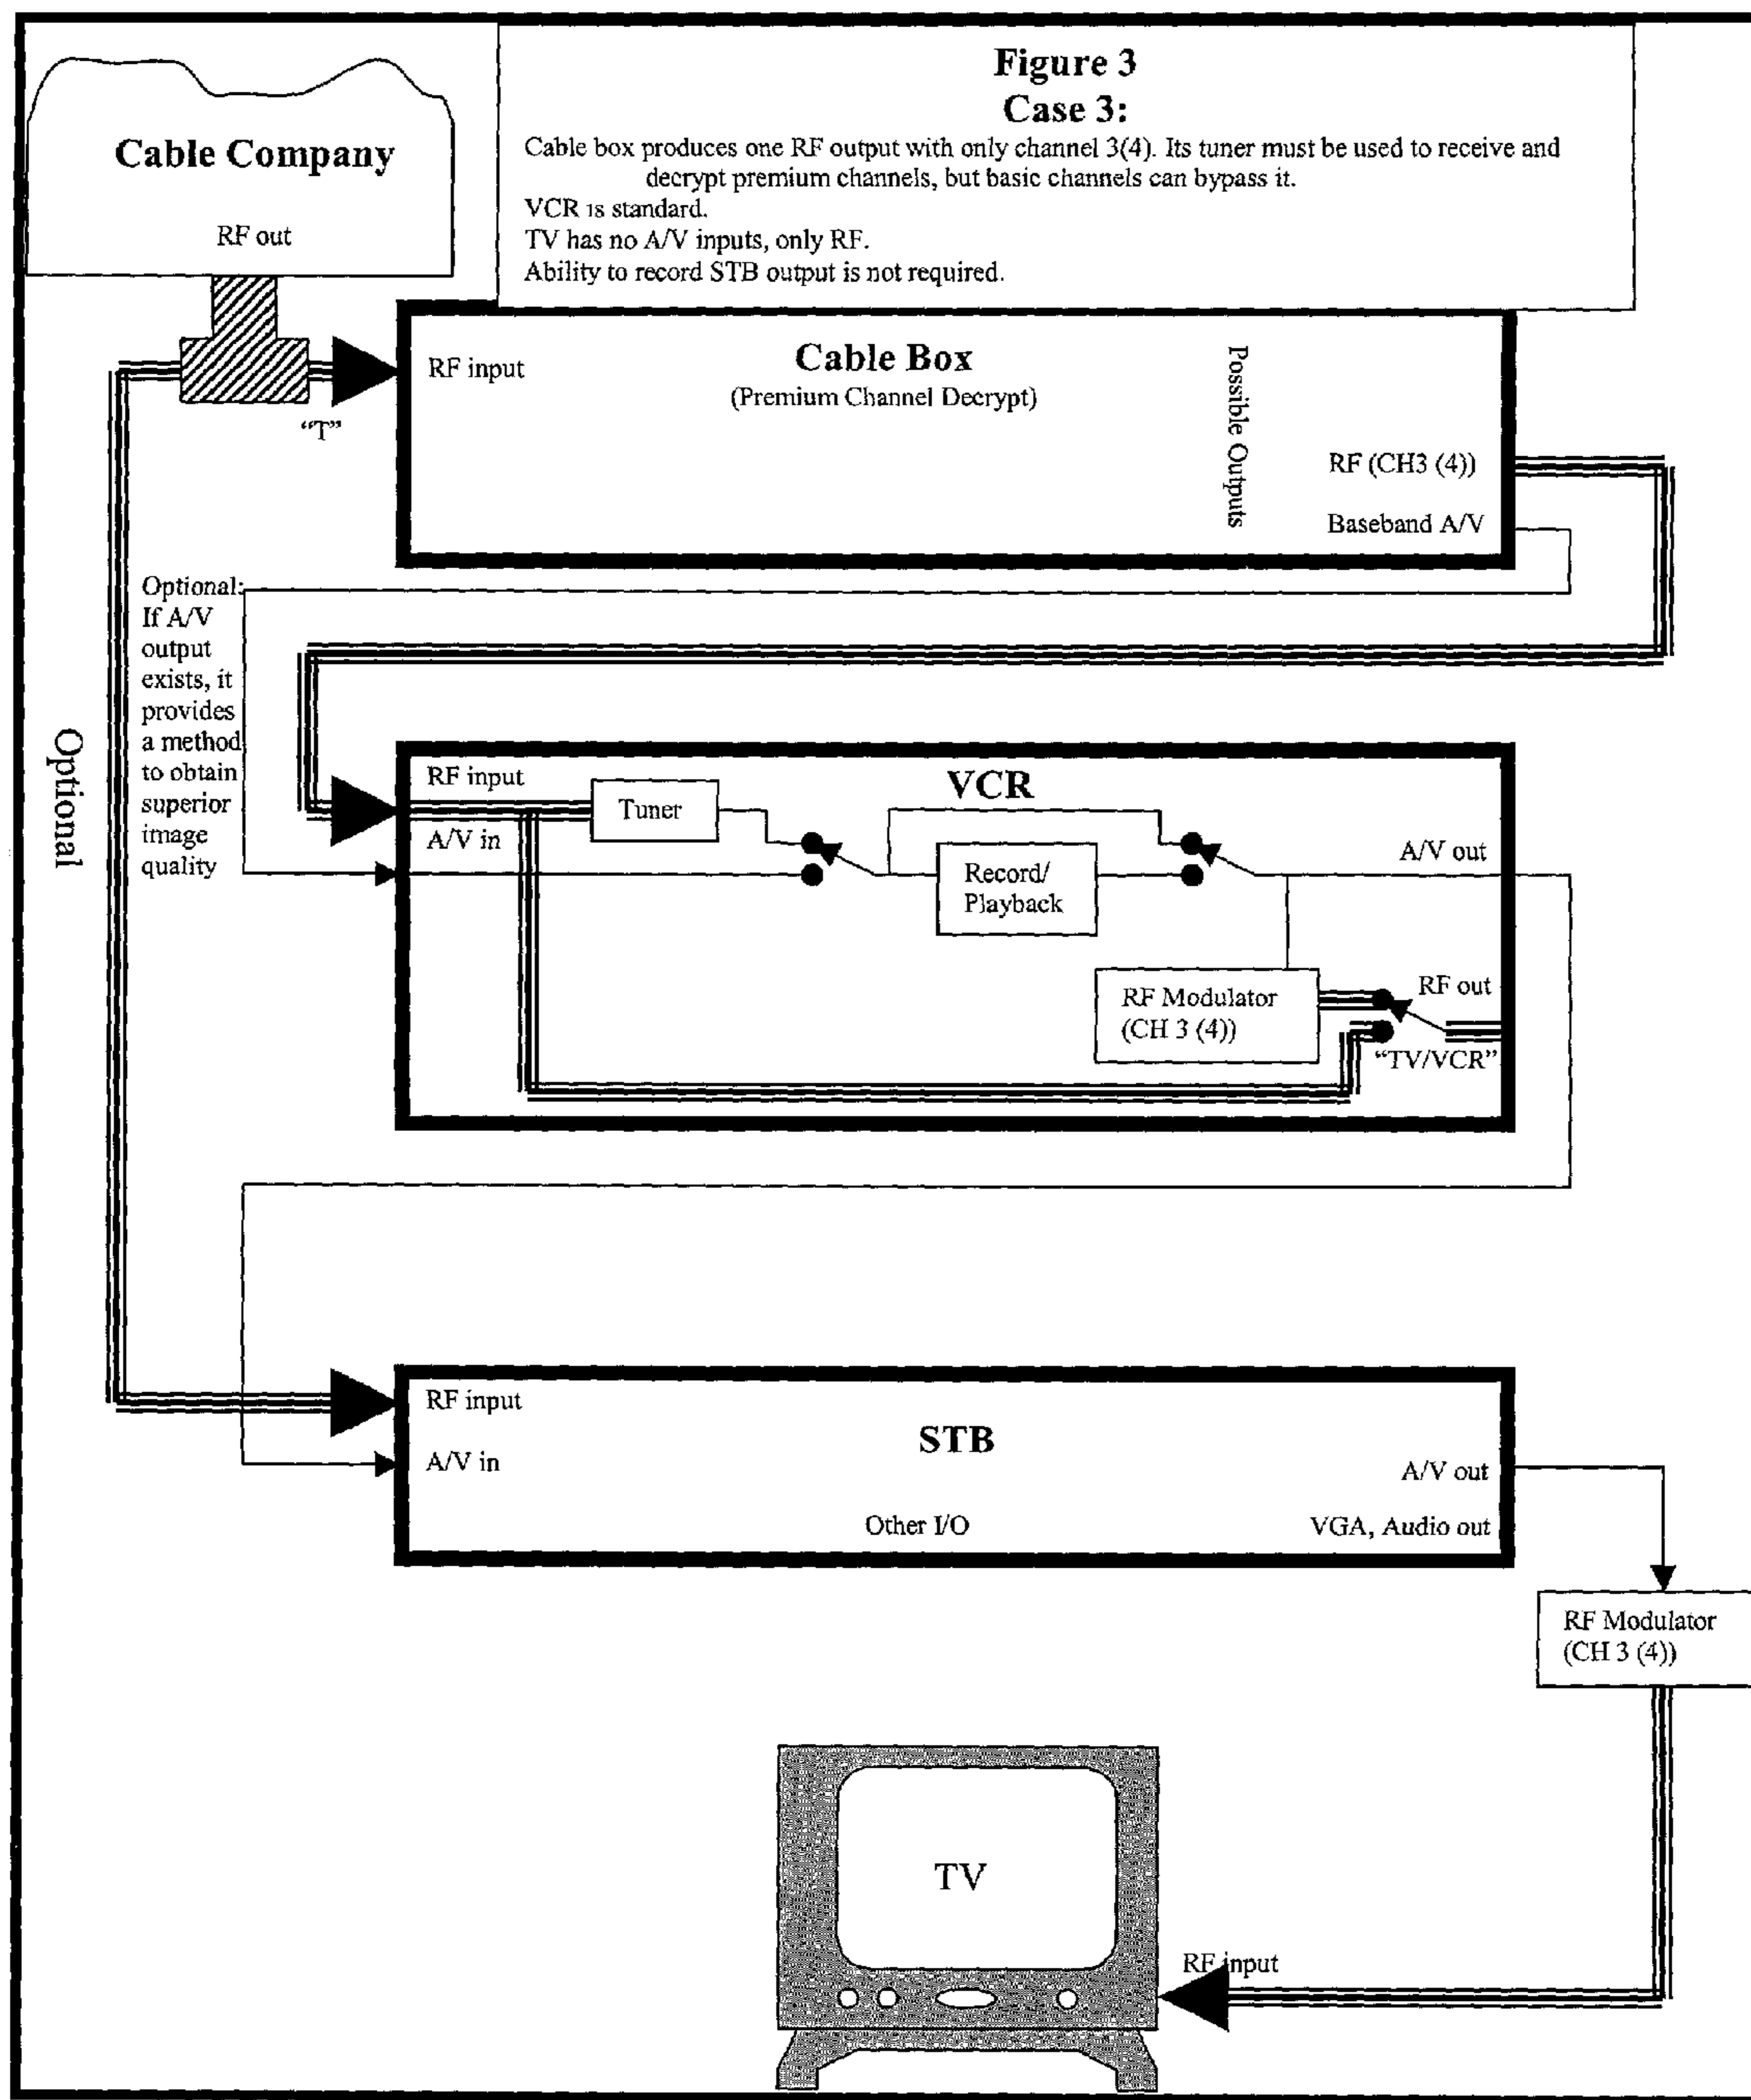 Figure 3
Case 3:
Cable box produces one RF output with only channel 3(4). Its tuner must be used to receive and
decrypt premium channels, but basic channels can bypass it.
VCR is standard.
TV has no A/V inputs, only RF.
Ability to record STB output is not required.
Cable Company
RF out
"T"
RF input
Cable Box
(Premium Channel Decrypt)
Possible Outputs
RF (CH3 (4))
Baseband A/V
Optional
Optional:
If A/V
output
exists, it
provides
a method
to obtain
superior
image
quality
RF input
VCR
Tuner
A/V in
Record/
Playback
A/V out
RF Modulator
(CH 3 (4))
RF out
"TV/VCR"
RF input
STB
A/V in
A/V out
Other I/O
VGA, Audio out
RF Modulator
(CH 3 (4))
TV
RF input